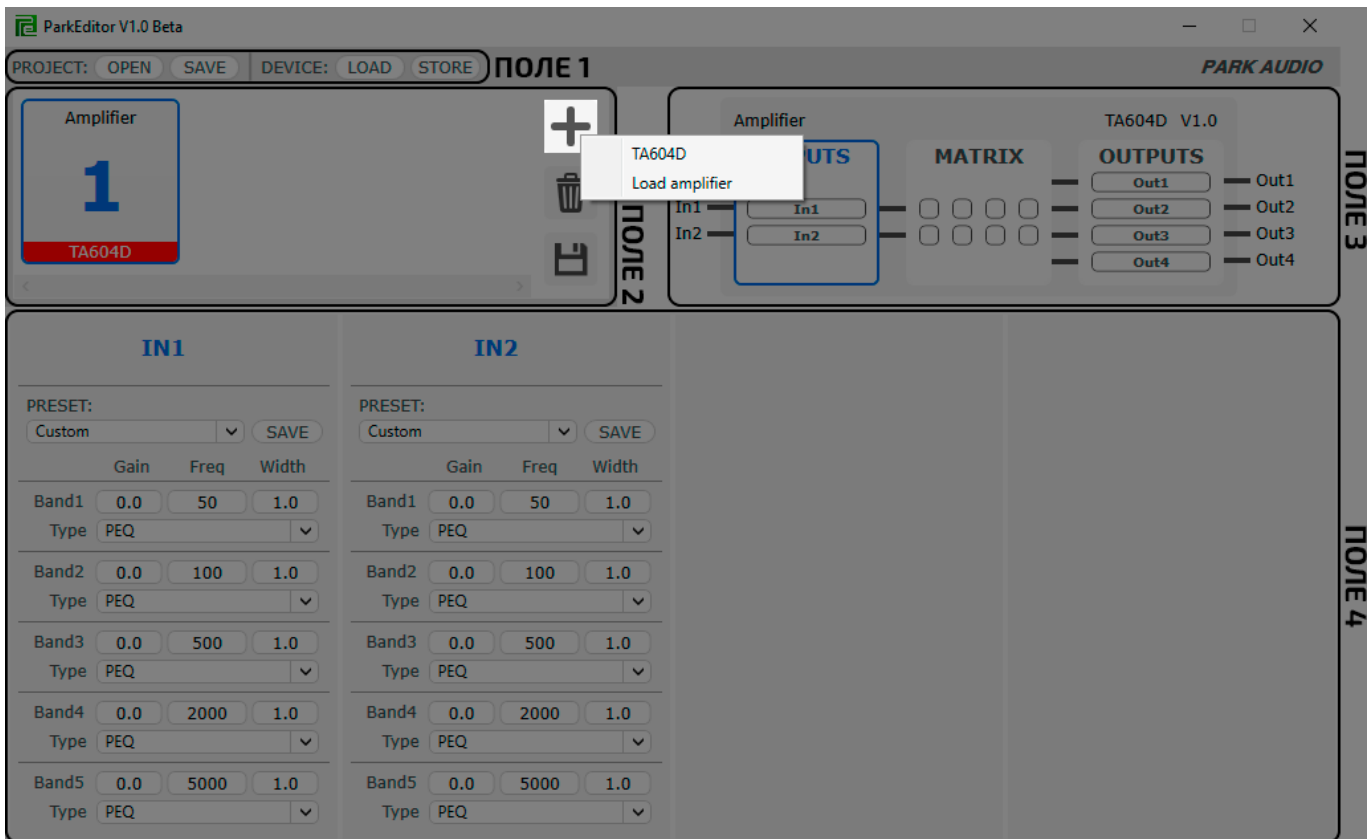 ParkEditor V1.0 Beta
PROJECT: OPEN SAVE DEVICE: LOAD STORE ПОЛЕ 1 PARK AUDIO
Amplifier
1
TA604D
TA604D
Load amplifier
ПОЛЕ 2
Amplifier TA604D V1.0
UTS MATRIX OUTPUTS
Out1 Out1
In1 In1 Out2 Out2
In2 In2 Out3 Out3
Out4 Out4
ПОЛЕ 3
IN1 IN2
PRESET: PRESET:
Custom SAVE Custom SAVE
Gain Freq Width Gain Freq Width
Band1 0.0 50 1.0 Band1 0.0 50 1.0
Type PEQ Type PEQ
Band2 0.0 100 1.0 Band2 0.0 100 1.0
Type PEQ Type PEQ
Band3 0.0 500 1.0 Band3 0.0 500 1.0
Type PEQ Type PEQ
Band4 0.0 2000 1.0 Band4 0.0 2000 1.0
Type PEQ Type PEQ
Band5 0.0 5000 1.0 Band5 0.0 5000 1.0
Type PEQ Type PEQ
ПОЛЕ 4